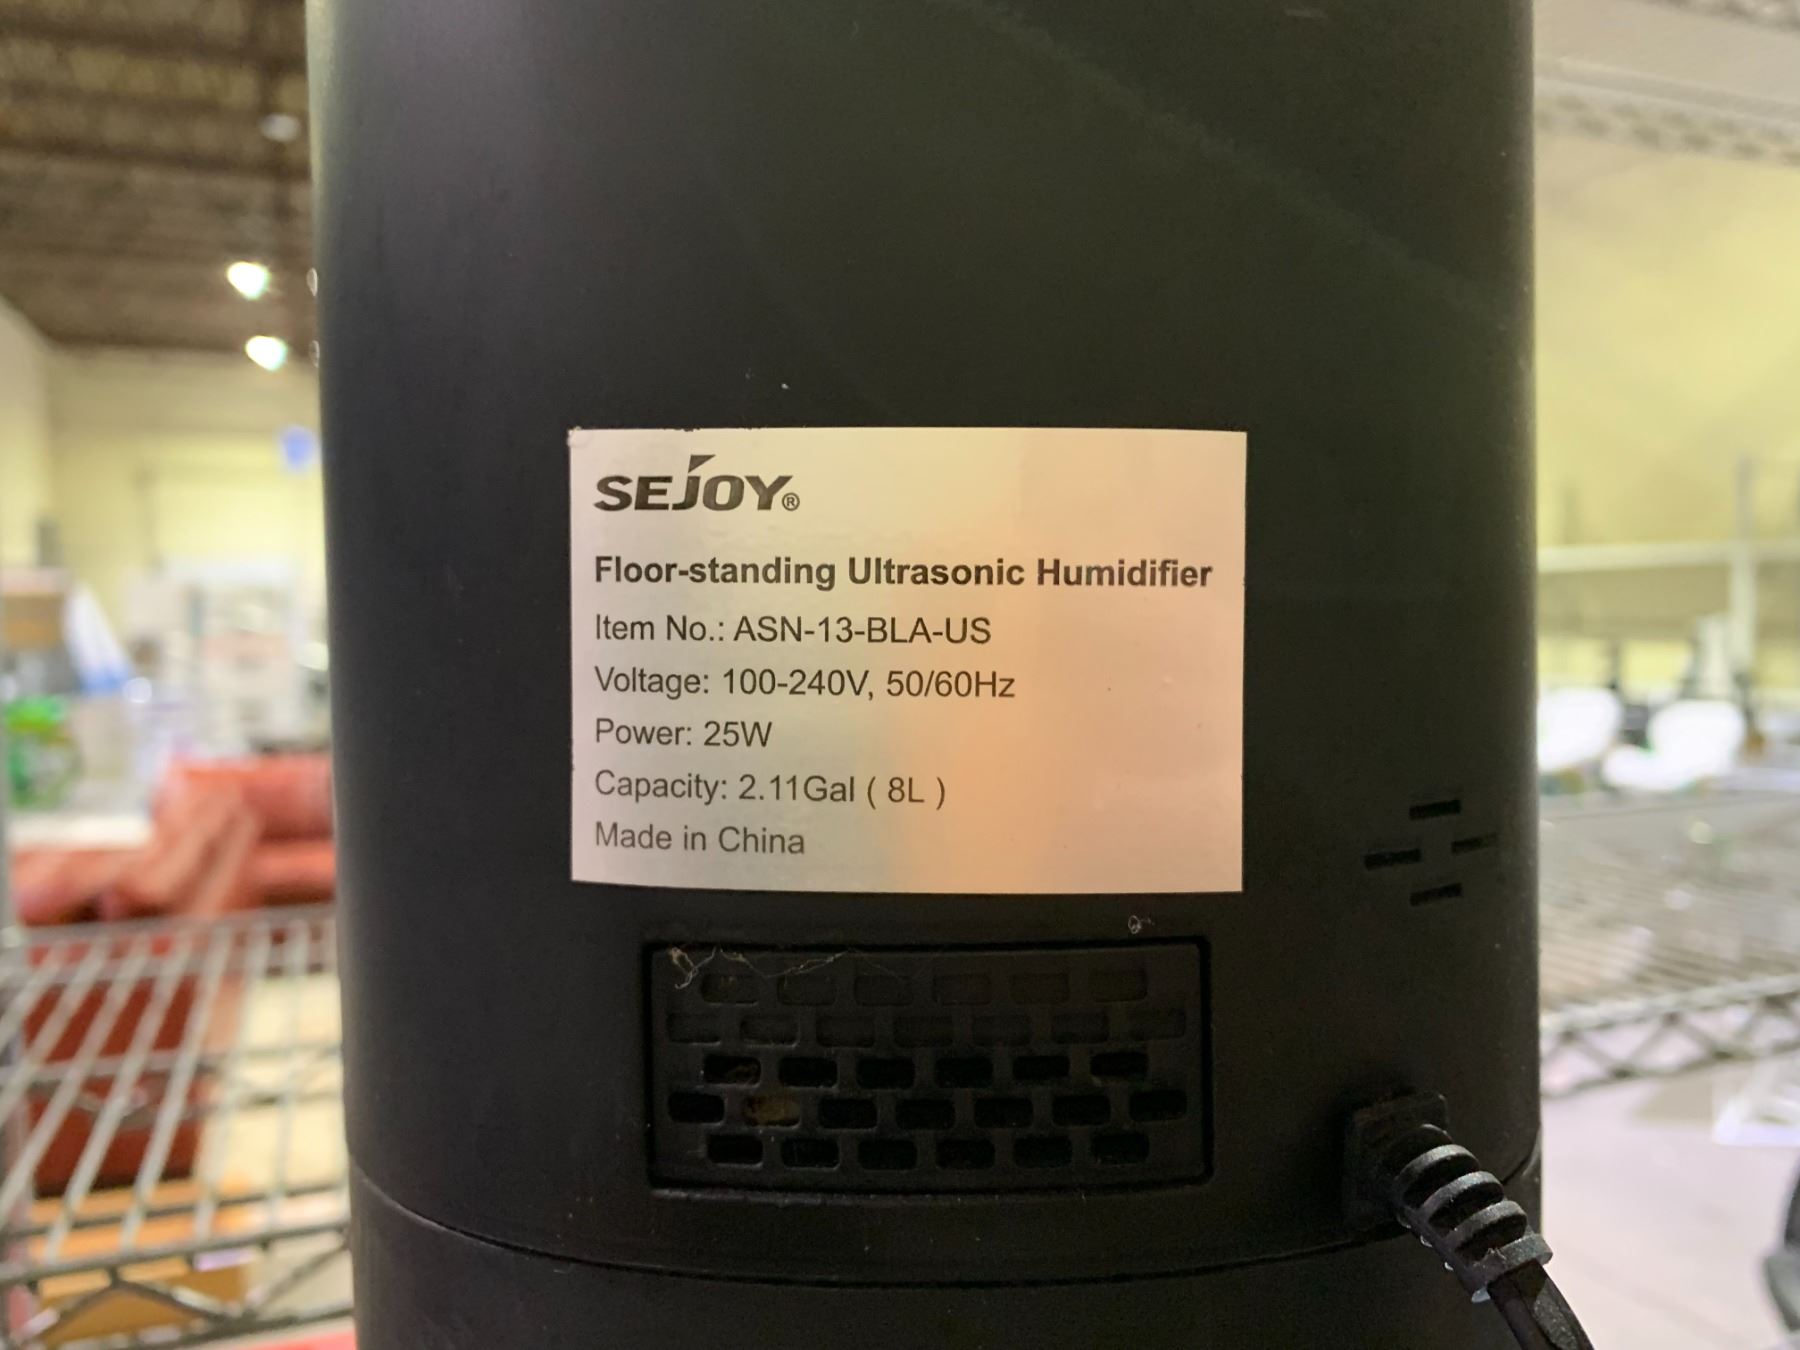 SEJOY®
Floor-standing Ultrasonic Humidifier
Item No.: ASN-13-BLA-US
Voltage: 100-240V, 50/60Hz
Power: 25W
Capacity: 2.11Gal ( 8L )
Made in China